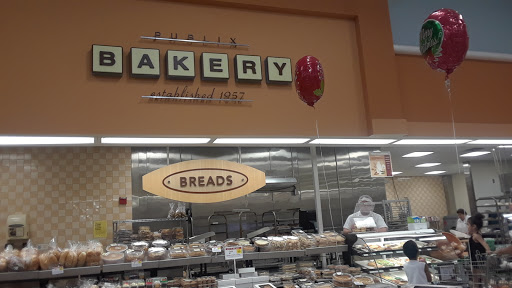 PUBLIX
BAKERY
established 1957
BREADS